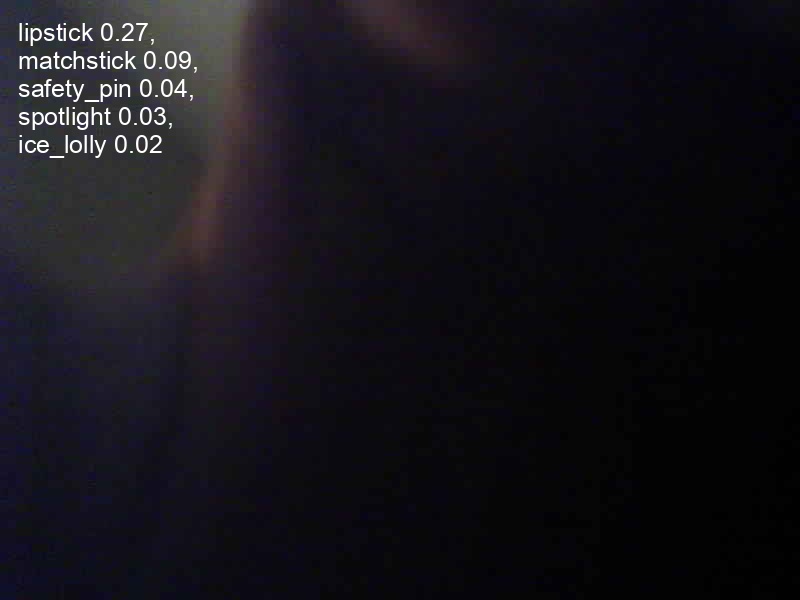 lipstick 0.27,
matchstick 0.09,
safety_pin 0.04,
spotlight 0.03,
ice_lolly 0.02